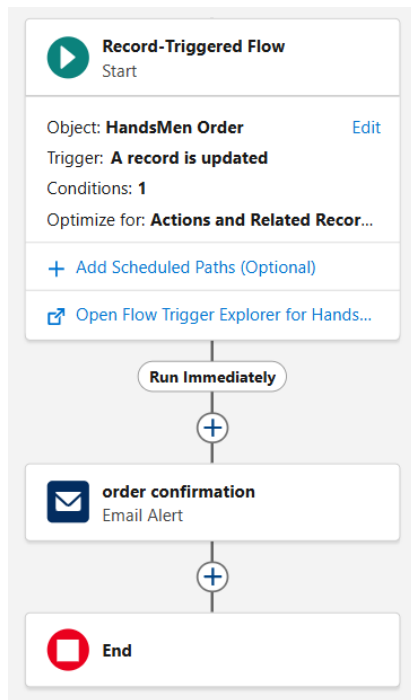 Record-Triggered Flow
Start
Object: HandsMen Order Edit
Trigger: A record is updated
Conditions: 1
Optimize for: Actions and Related Recor...
Add Scheduled Paths (Optional)
Open Flow Trigger Explorer for Hands...
Run Immediately
order confirmation
Email Alert
End